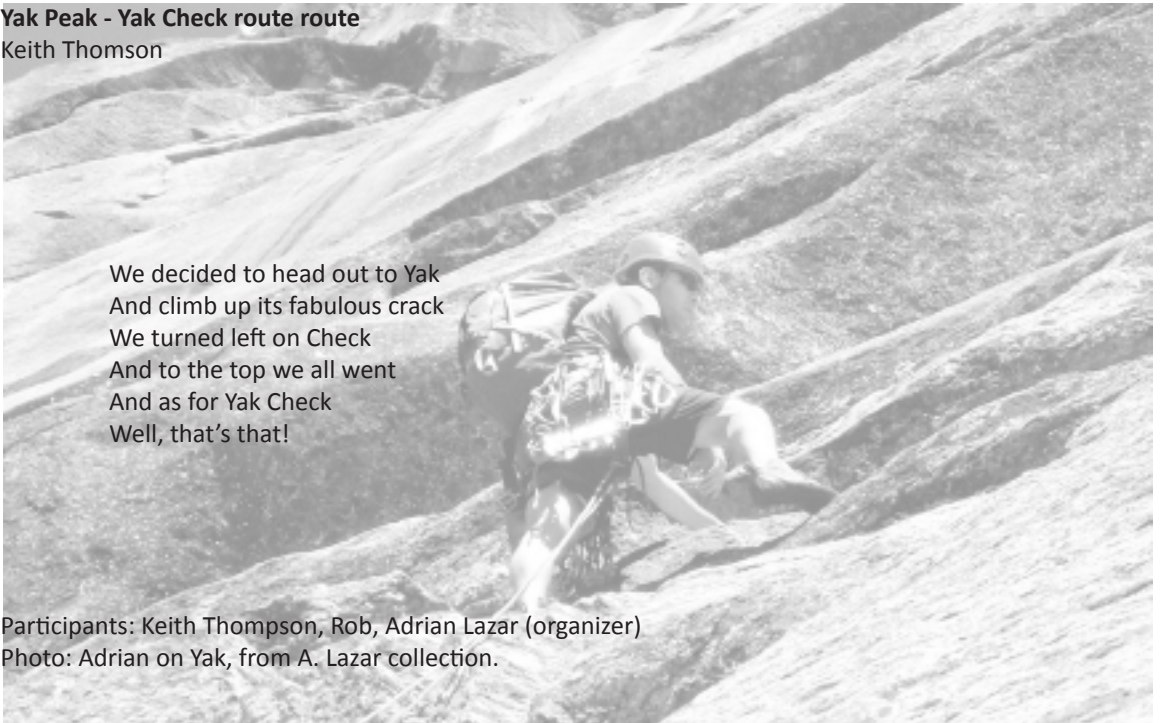 Yak Peak - Yak Check route route
Keith Thomson
We decided to head out to Yak
And climb up its fabulous crack
We turned left on Check
And to the top we all went
And as for Yak Check
Well, that’s that!
Participants: Keith Thompson, Rob, Adrian Lazar (organizer)
Photo: Adrian on Yak, from A. Lazar collection.